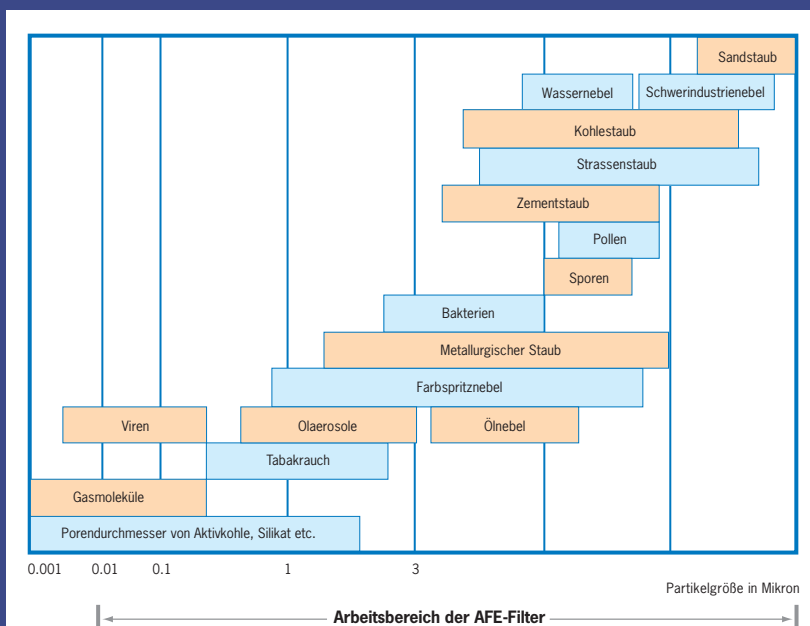 Sandstaub
Wassernebel
Schwerindustrienebel
Kohlestaub
Strassenstaub
Zementstaub
Pollen
Sporen
Bakterien
Metallurgischer Staub
Farbspritznebel
Viren
Olaerosole
Ölnebel
Tabakrauch
Gasmoleküle
Porendurchmesser von Aktivkohle, Silikat etc.
0.001 0.01 0.1 1 3
Partikelgröße in Mikron
Arbeitsbereich der AFE-Filter